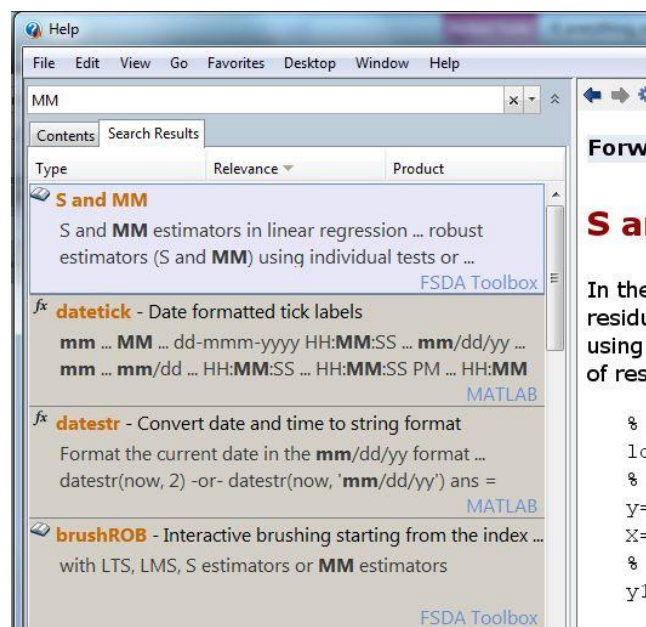 Help
File Edit View Go Favorites Desktop Window Help
MM
Contents Search Results
Type Relevance Product
S and MM
S and MM estimators in linear regression ... robust
estimators (S and MM) using individual tests or ...
FSDA Toolbox
fx datetick - Date formatted tick labels
mm ... MM ... dd-mmm-yyyy HH:MM:SS ... mm/dd/yy ...
mm ... mm/dd ... HH:MM:SS ... HH:MM:SS PM ... HH:MM
MATLAB
fx datestr - Convert date and time to string format
Format the current date in the mm/dd/yy format ...
datestr(now, 2) -or- datestr(now, 'mm/dd/yy') ans =
MATLAB
brushROB - Interactive brushing starting from the index ...
with LTS, LMS, S estimators or MM estimators
FSDA Toolbox
Forw
S a
In the
residu
using
of res
%
lo
%
y=
X=
%
y1